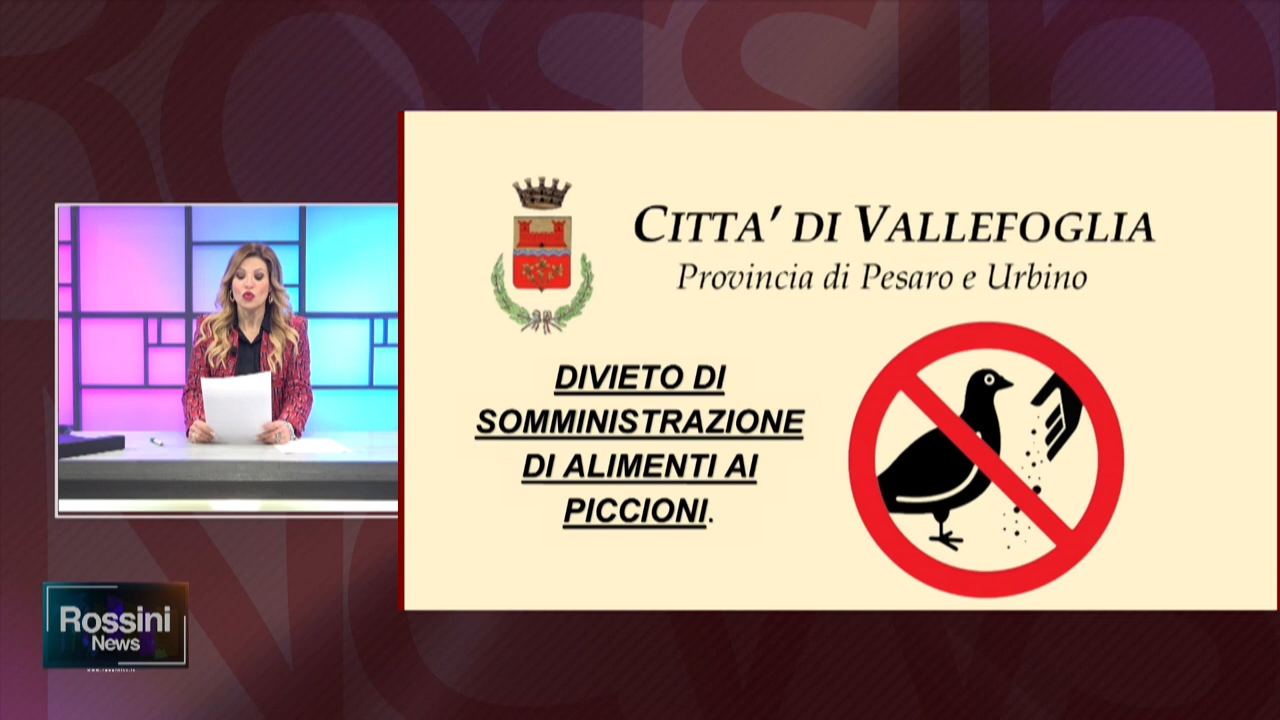 CITTA' DI VALLEFOGLIA
Provincia di Pesaro e Urbino
DIVIETO DI
SOMMINISTRAZIONE
DI ALIMENTI AI
PICCIONI.
Rossini
News